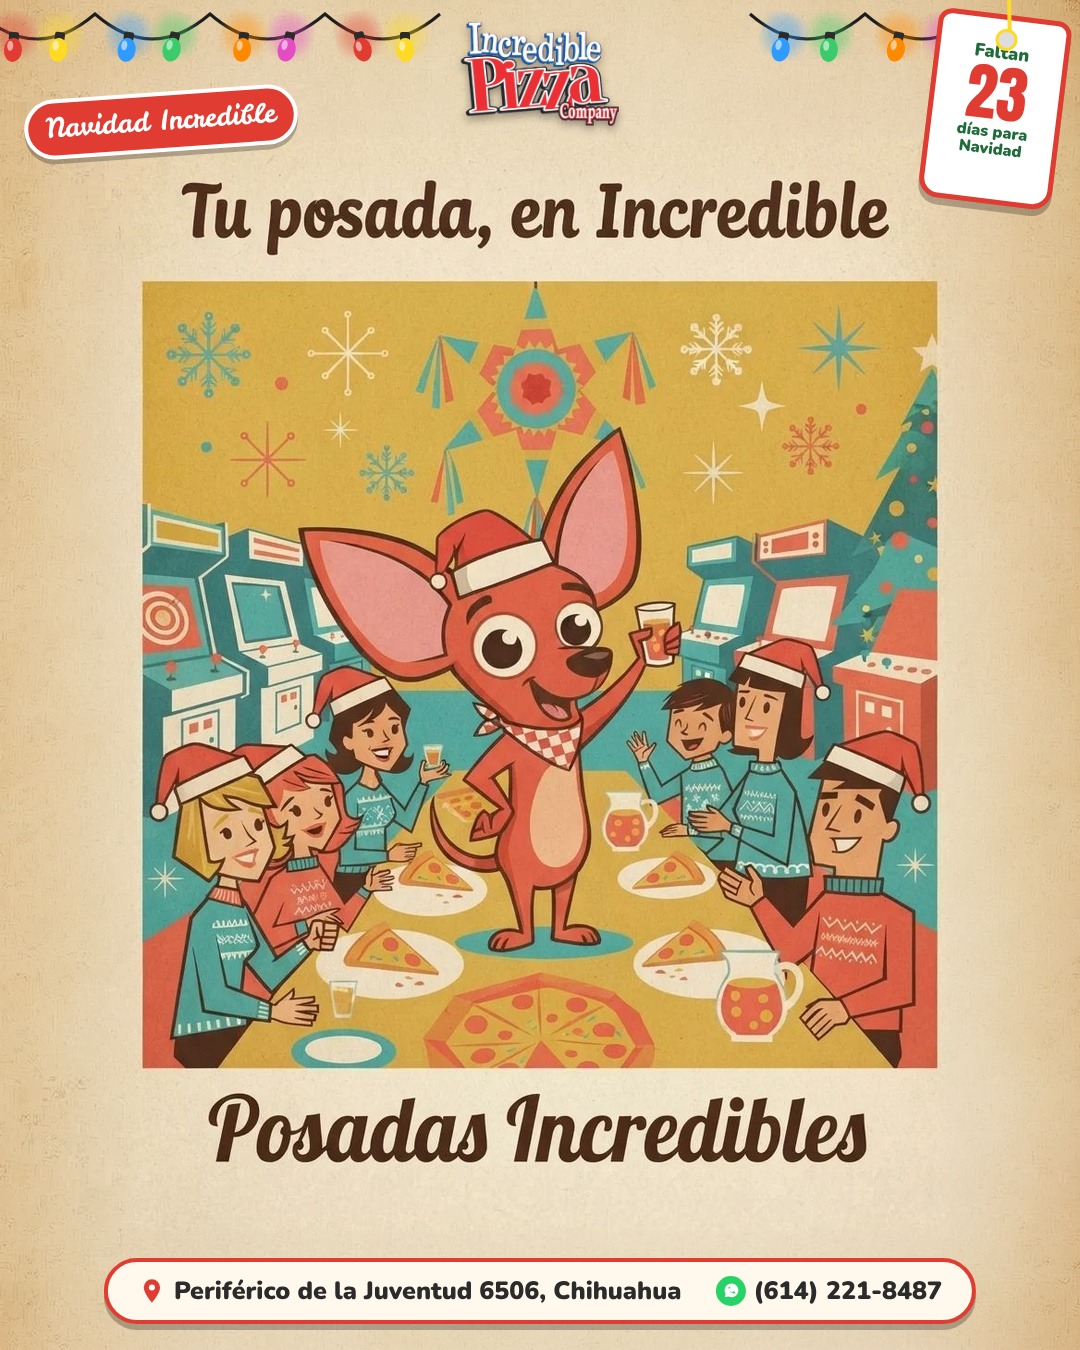 Incredible
Pizza
Company
Navidad Incredible
Faltan
23
días para
Navidad
Tu posada, en Incredible
Posadas Incredibles
Periférico de la Juventud 6506, Chihuahua
(614) 221-8487